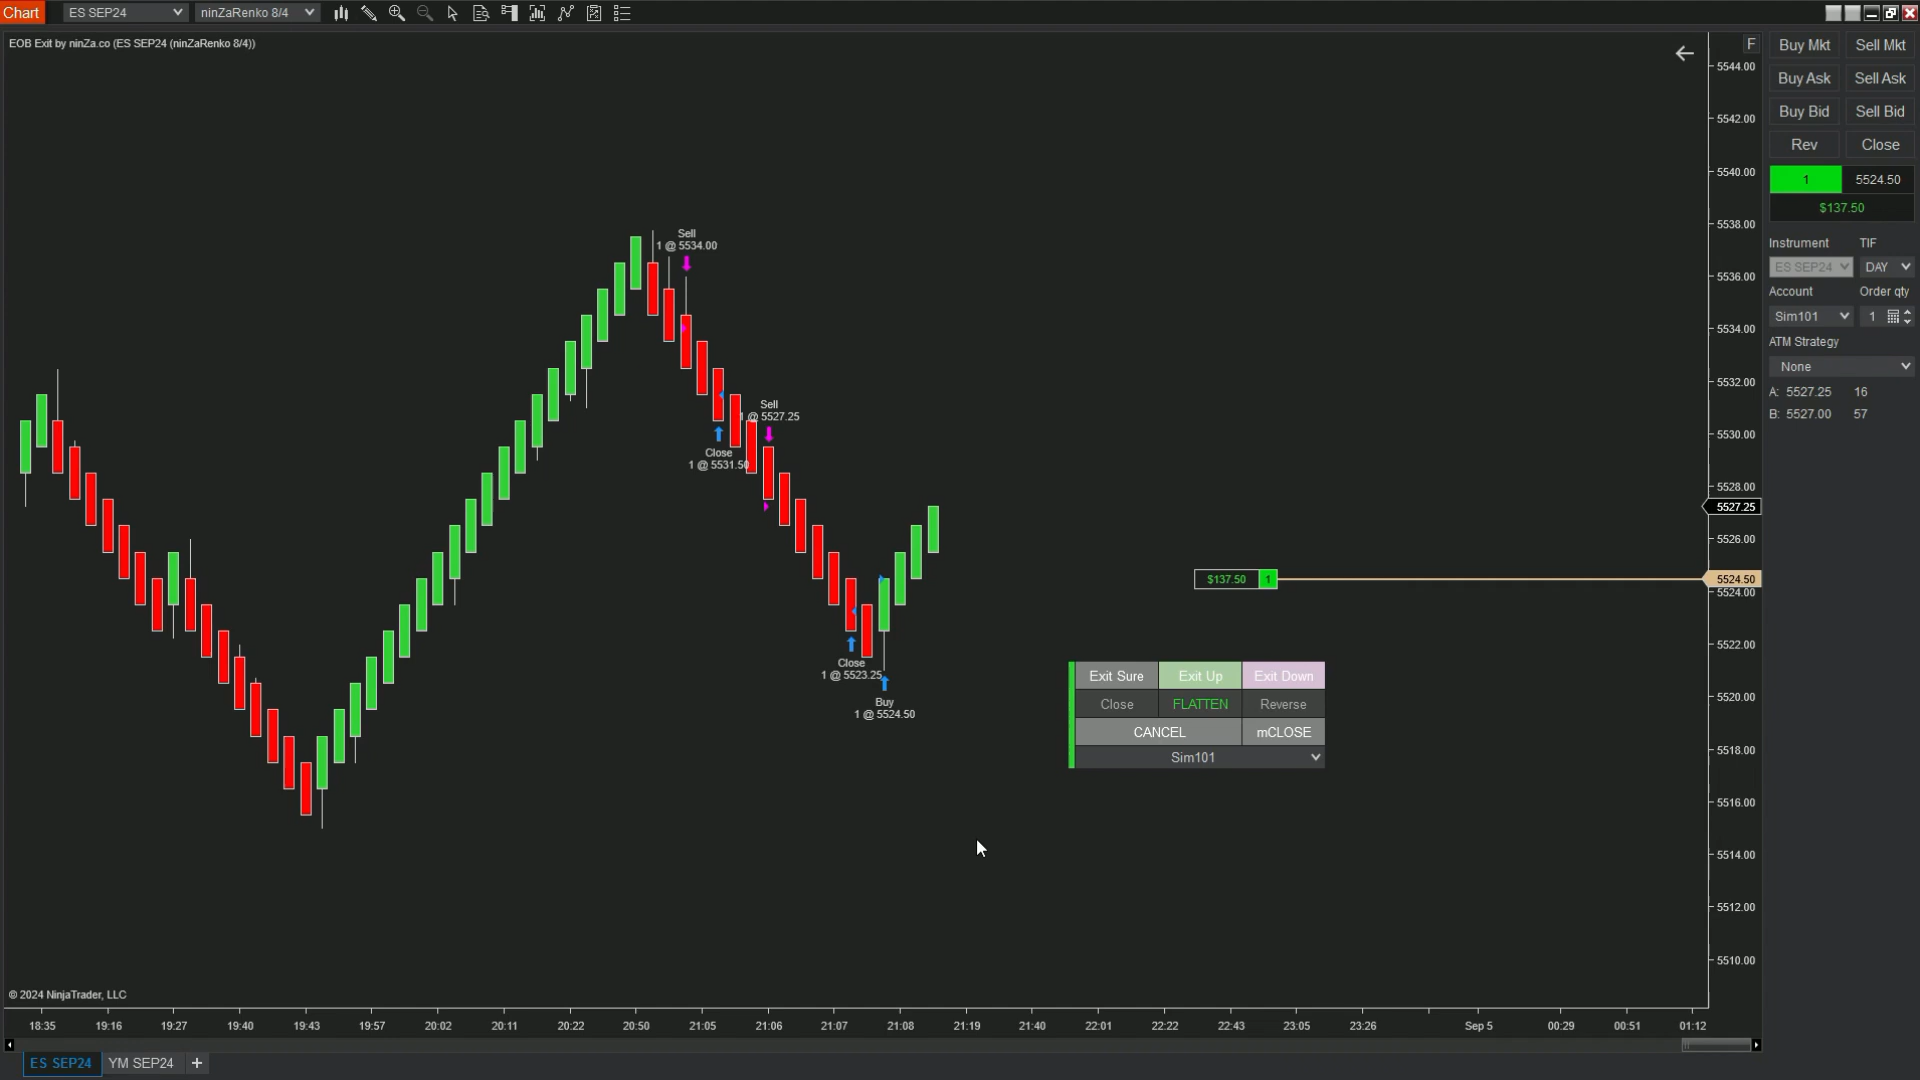 Chart ES SEP24 ninZaRenko 8/4
EOB Exit by ninZa.co (ES SEP24 (ninZaRenko 8/4))
F
5544.00
5542.00
5540.00
5538.00
5536.00
5534.00
5532.00
5530.00
5528.00
5527.25
5526.00
5524.50
5524.00
5522.00
5520.00
5518.00
5516.00
5514.00
5512.00
5510.00
Sell
1 @ 5534.00
Close
1 @ 5531.50
Sell
1 @ 5527.25
Close
1 @ 5523.25
Buy
1 @ 5524.50
$137.50 1
Exit Sure Exit Up Exit Down
Close FLATTEN Reverse
CANCEL mCLOSE
Sim101
Buy Mkt Sell Mkt
Buy Ask Sell Ask
Buy Bid Sell Bid
Rev Close
1 5524.50
$137.50
Instrument TIF
ES SEP24 DAY
Account Order qty
Sim101 1
ATM Strategy
None
A: 5527.25 16
B: 5527.00 57
© 2024 NinjaTrader, LLC
18:35 19:16 19:27 19:40 19:43 19:57 20:02 20:11 20:22 20:50 21:05 21:06 21:07 21:08 21:19 21:40 22:01 22:22 22:43 23:05 23:26 Sep 5 00:29 00:51 01:12
ES SEP24 YM SEP24 +